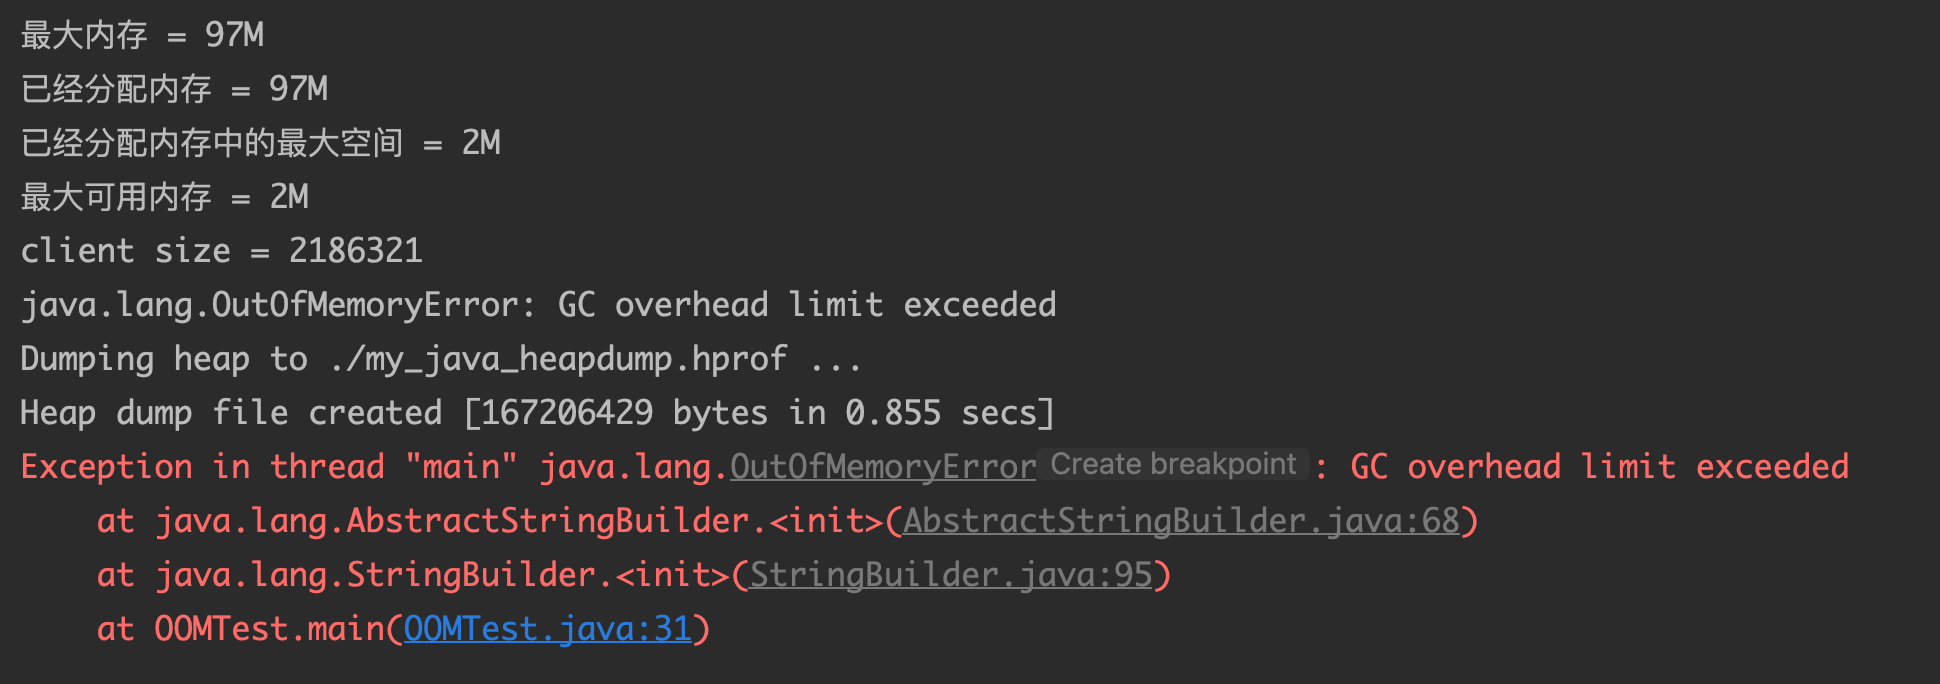 最大内存 = 97M
已经分配内存 = 97M
已经分配内存中的最大空间 = 2M
最大可用内存 = 2M
client size = 2186321
java.lang.OutOfMemoryError: GC overhead limit exceeded
Dumping heap to ./my_java_heapdump.hprof ...
Heap dump file created [167206429 bytes in 0.855 secs]
Exception in thread "main" java.lang.OutOfMemoryError Create breakpoint : GC overhead limit exceeded
    at java.lang.AbstractStringBuilder.<init>(AbstractStringBuilder.java:68)
    at java.lang.StringBuilder.<init>(StringBuilder.java:95)
    at OOMTest.main(OOMTest.java:31)